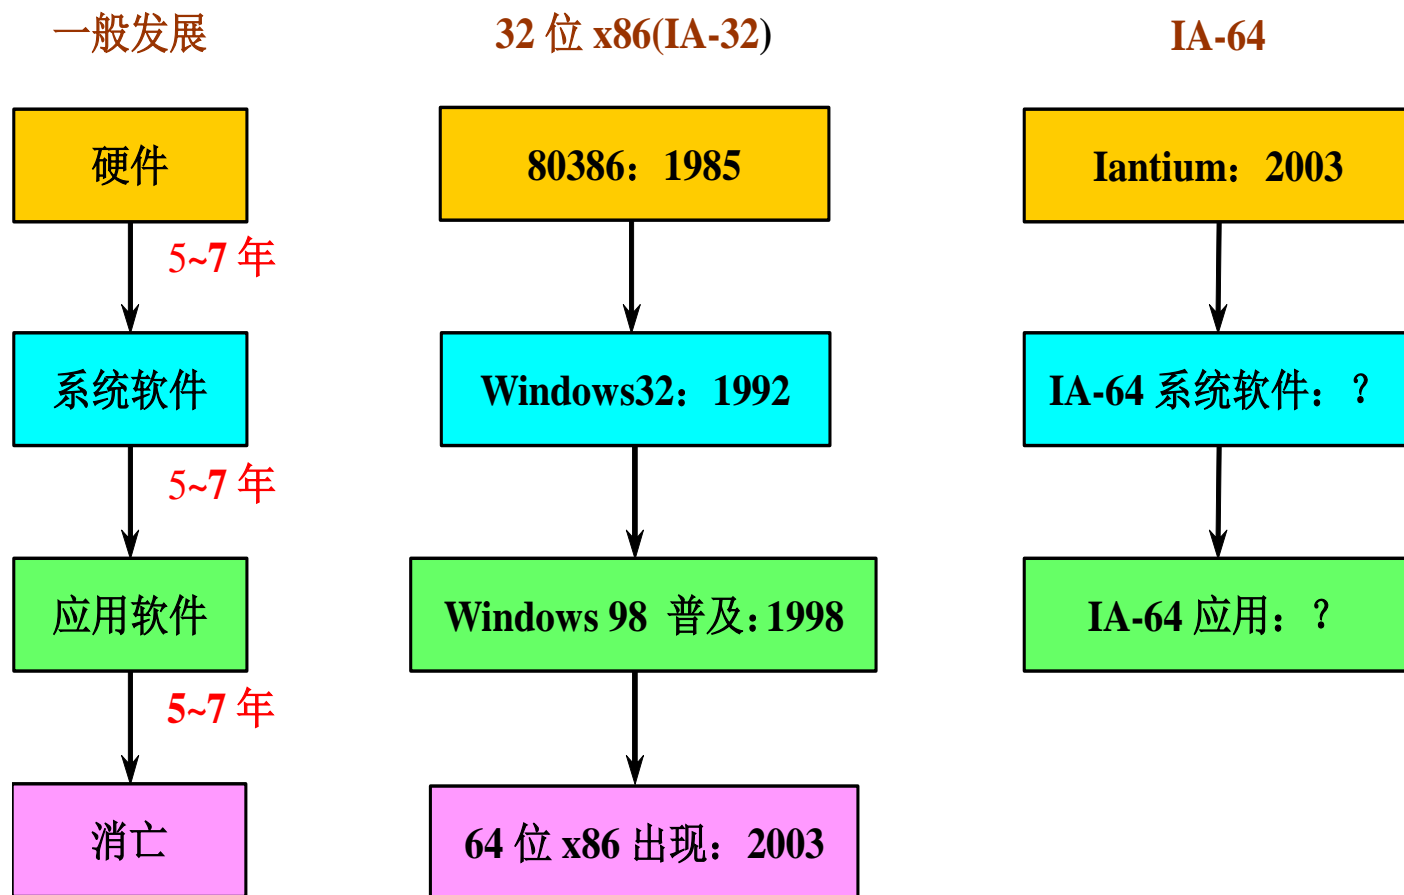 一般发展
32 位 x86(IA-32)
IA-64
硬件
80386：1985
Iantium：2003
5~7 年
系统软件
Windows32：1992
IA-64 系统软件：？
5~7 年
应用软件
Windows 98 普及：1998
IA-64 应用：？
5~7 年
消亡
64 位 x86 出现：2003